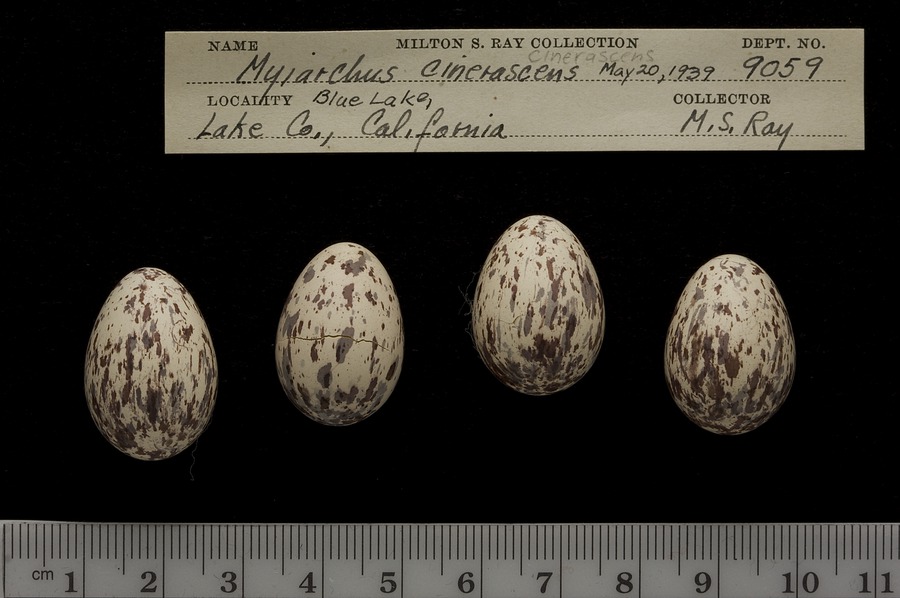 NAME MILTON S. RAY COLLECTION DEPT. NO.
Cinerascens
Myiarchus cinerascens May 20, 1939 9059
LOCALITY Blue Lake, COLLECTOR
Lake Co., California M.S. Ray
cm 1 2 3 4 5 6 7 8 9 10 11